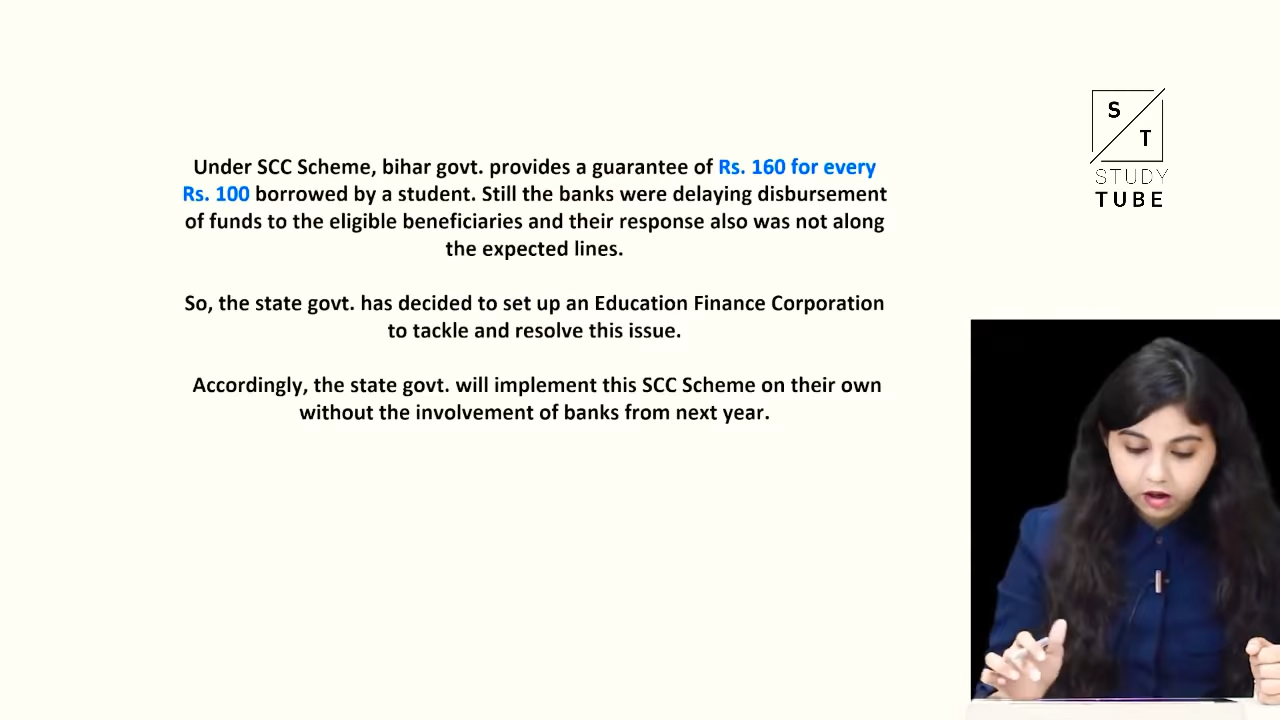 Under SCC Scheme, bihar govt. provides a guarantee of Rs. 160 for every
Rs. 100 borrowed by a student. Still the banks were delaying disbursement
of funds to the eligible beneficiaries and their response also was not along
the expected lines.
So, the state govt. has decided to set up an Education Finance Corporation
to tackle and resolve this issue.
Accordingly, the state govt. will implement this SCC Scheme on their own
without the involvement of banks from next year.
S
T
STUDY
TUBE